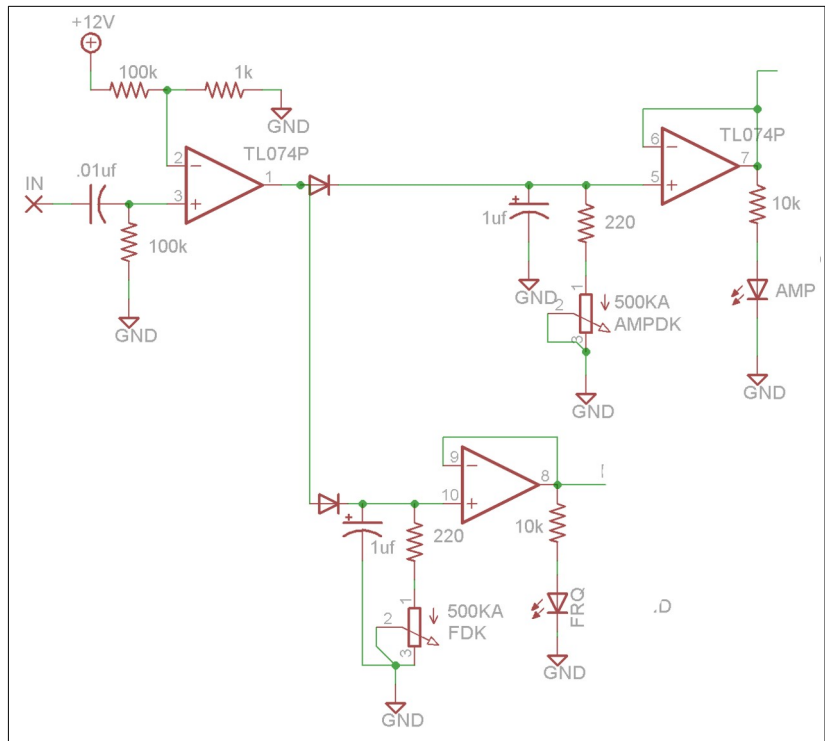 +12V
100k
1k
GND
TL074P
2
1
3
IN
.01uf
100k
GND
TL074P
6
7
5
1uf
220
10k
GND
1
2
500KA
AMPDK
3
GND
AMP
GND
9
8
10
1uf
220
10k
1
2
500KA
FDK
3
GND
FRQ
GND
.D